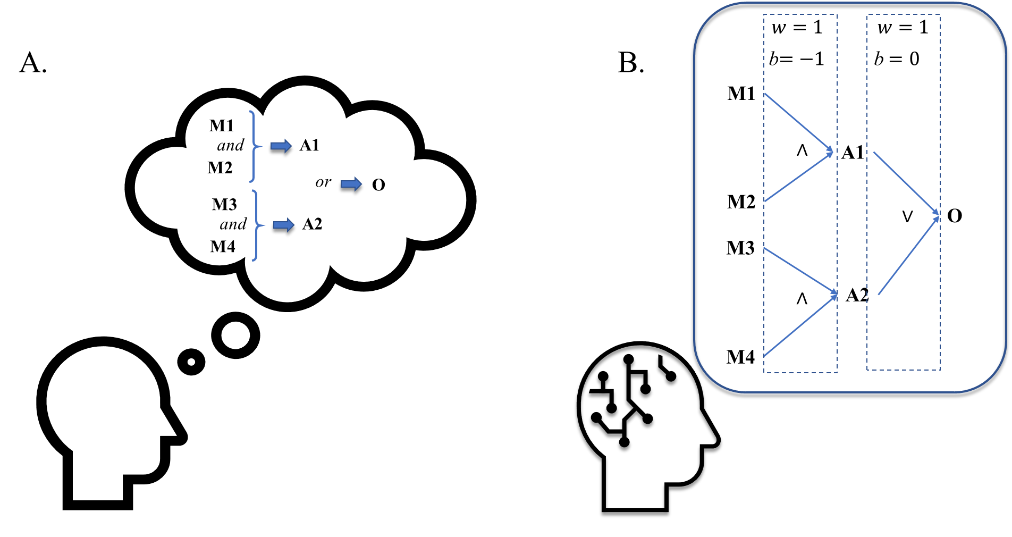 A.
M1
and
M2
A1
or
O
M3
and
M4
A2
B.
w = 1
b= −1
w = 1
b = 0
M1
∧
A1
M2
∨
O
M3
∧
A2
M4